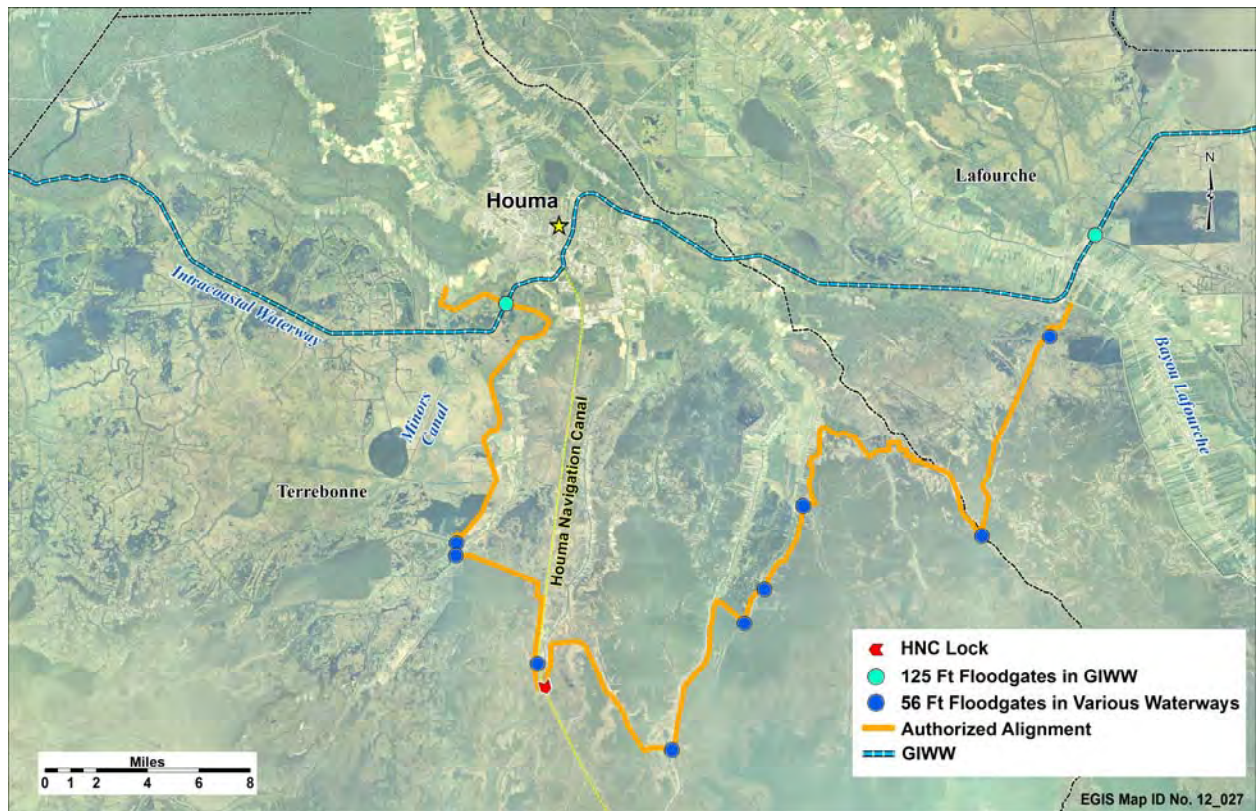 Lafourche
N
Houma
Intracoastal Waterway
Bayou Lafourche
Minors
Canal
Houma Navigation Canal
Terrebonne
HNC Lock
125 Ft Floodgates in GIWW
56 Ft Floodgates in Various Waterways
Authorized Alignment
GIWW
Miles
0 1 2 4 6 8
EGIS Map ID No. 12_027